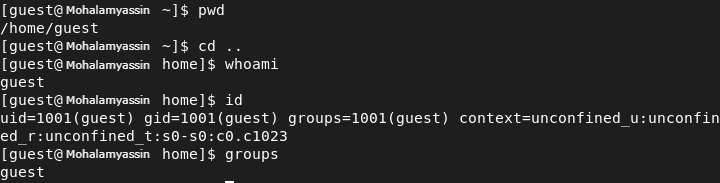 [guest@Mohalamyassin ~]$ pwd
/home/guest
[guest@Mohalamyassin ~]$ cd ..
[guest@Mohalamyassin home]$ whoami
guest
[guest@Mohalamyassin home]$ id
uid=1001(guest) gid=1001(guest) groups=1001(guest) context=unconfined_u:unconfin
ed_r:unconfined_t:s0-s0:c0.c1023
[guest@Mohalamyassin home]$ groups
guest